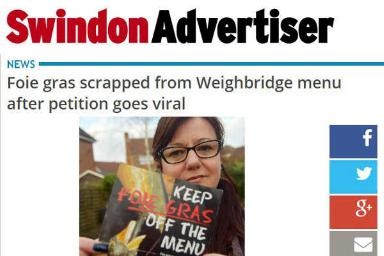 Swindon Advertiser
NEWS
Foie gras scrapped from Weighbridge menu
after petition goes viral
KEEP
FOIE GRAS
OFF THE
MENU
f
g+